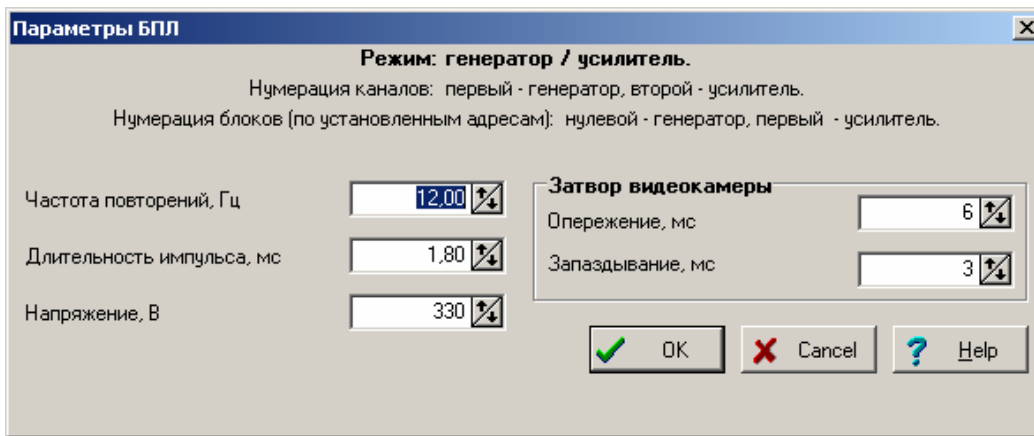 Параметры БПЛ
Режим: генератор / усилитель.
Нумерация каналов: первый - генератор, второй - усилитель.
Нумерация блоков (по установленным адресам): нулевой - генератор, первый - усилитель.
Частота повторений, Гц 12,00
Длительность импульса, мс 1,80
Напряжение, В 330
Затвор видеокамеры
Опережение, мс 6
Запаздывание, мс 3
OK Cancel Help